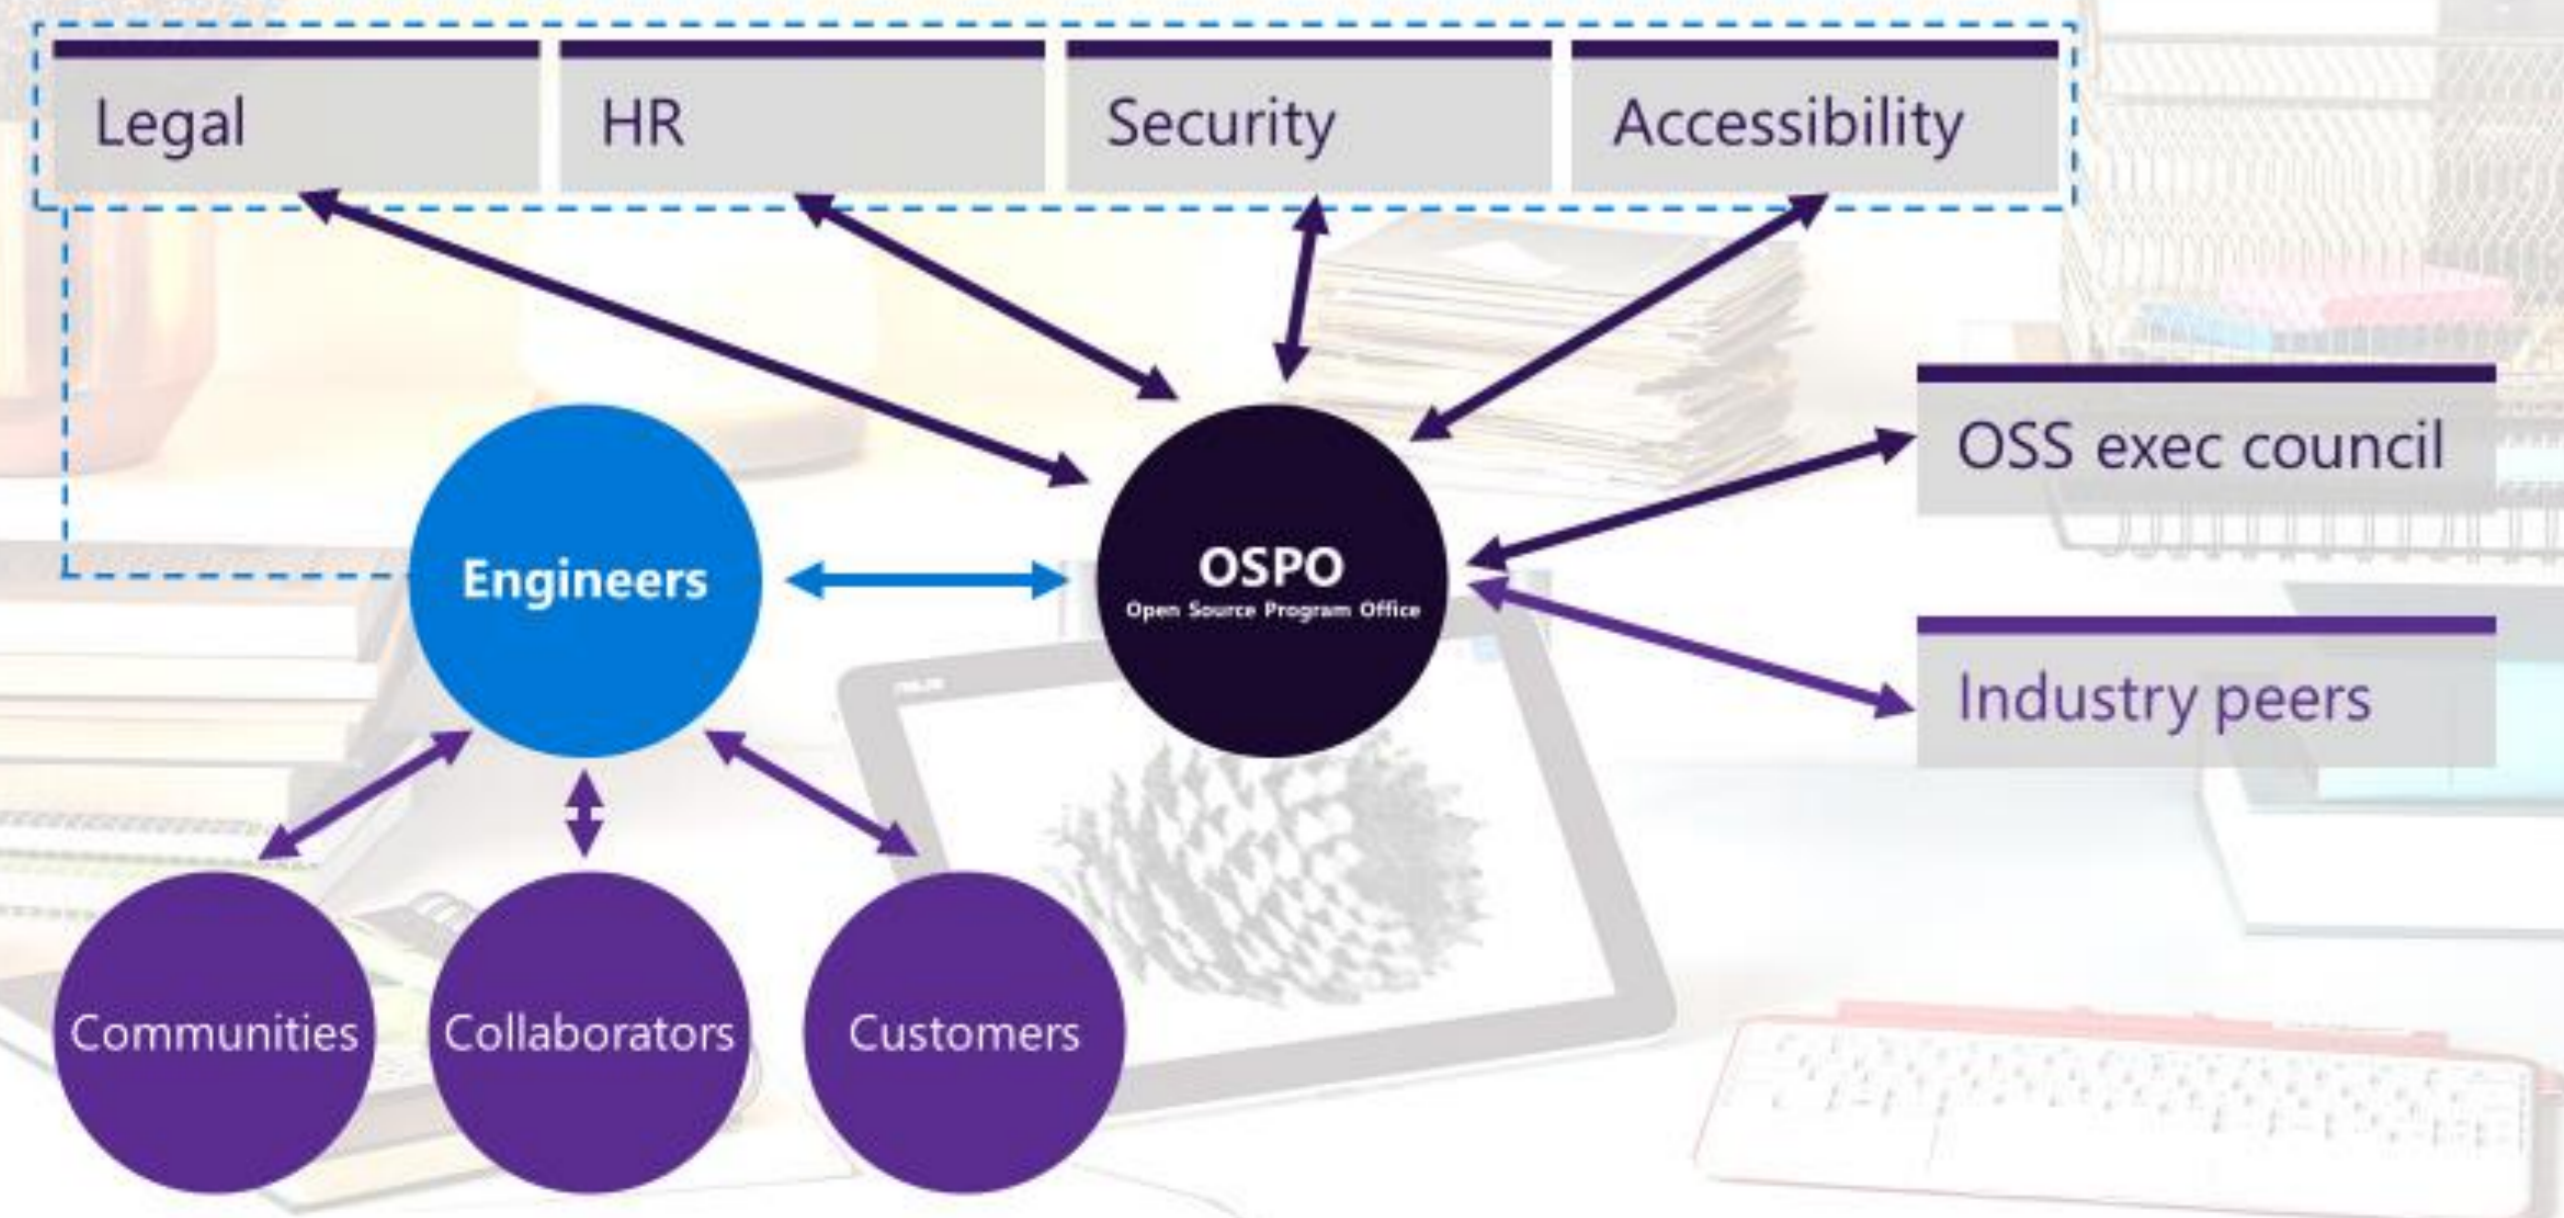 Legal
HR
Security
Accessibility
OSS exec council
Engineers
OSPO
Open Source Program Office
Industry peers
Communities
Collaborators
Customers